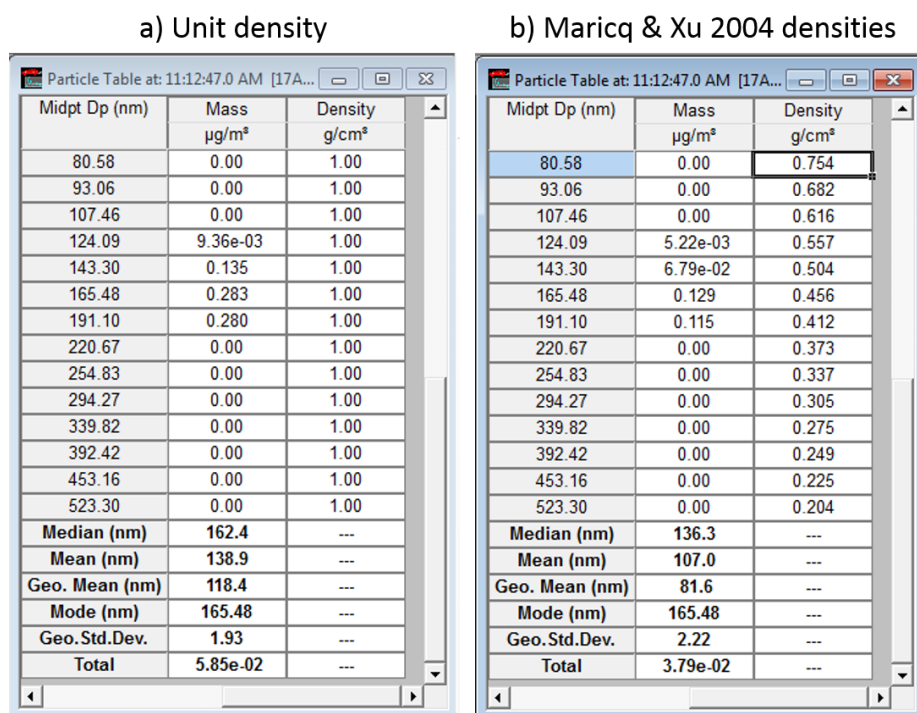 a) Unit density
Particle Table at: 11:12:47.0 AM [17A...
Midpt Dp (nm) Mass Density
µg/m³ g/cm³
80.58 0.00 1.00
93.06 0.00 1.00
107.46 0.00 1.00
124.09 9.36e-03 1.00
143.30 0.135 1.00
165.48 0.283 1.00
191.10 0.280 1.00
220.67 0.00 1.00
254.83 0.00 1.00
294.27 0.00 1.00
339.82 0.00 1.00
392.42 0.00 1.00
453.16 0.00 1.00
523.30 0.00 1.00
Median (nm) 162.4 ---
Mean (nm) 138.9 ---
Geo. Mean (nm) 118.4 ---
Mode (nm) 165.48 ---
Geo.Std.Dev. 1.93 ---
Total 5.85e-02 ---
b) Maricq & Xu 2004 densities
Particle Table at: 11:12:47.0 AM [17A...
Midpt Dp (nm) Mass Density
µg/m³ g/cm³
80.58 0.00 0.754
93.06 0.00 0.682
107.46 0.00 0.616
124.09 5.22e-03 0.557
143.30 6.79e-02 0.504
165.48 0.129 0.456
191.10 0.115 0.412
220.67 0.00 0.373
254.83 0.00 0.337
294.27 0.00 0.305
339.82 0.00 0.275
392.42 0.00 0.249
453.16 0.00 0.225
523.30 0.00 0.204
Median (nm) 136.3 ---
Mean (nm) 107.0 ---
Geo. Mean (nm) 81.6 ---
Mode (nm) 165.48 ---
Geo.Std.Dev. 2.22 ---
Total 3.79e-02 ---